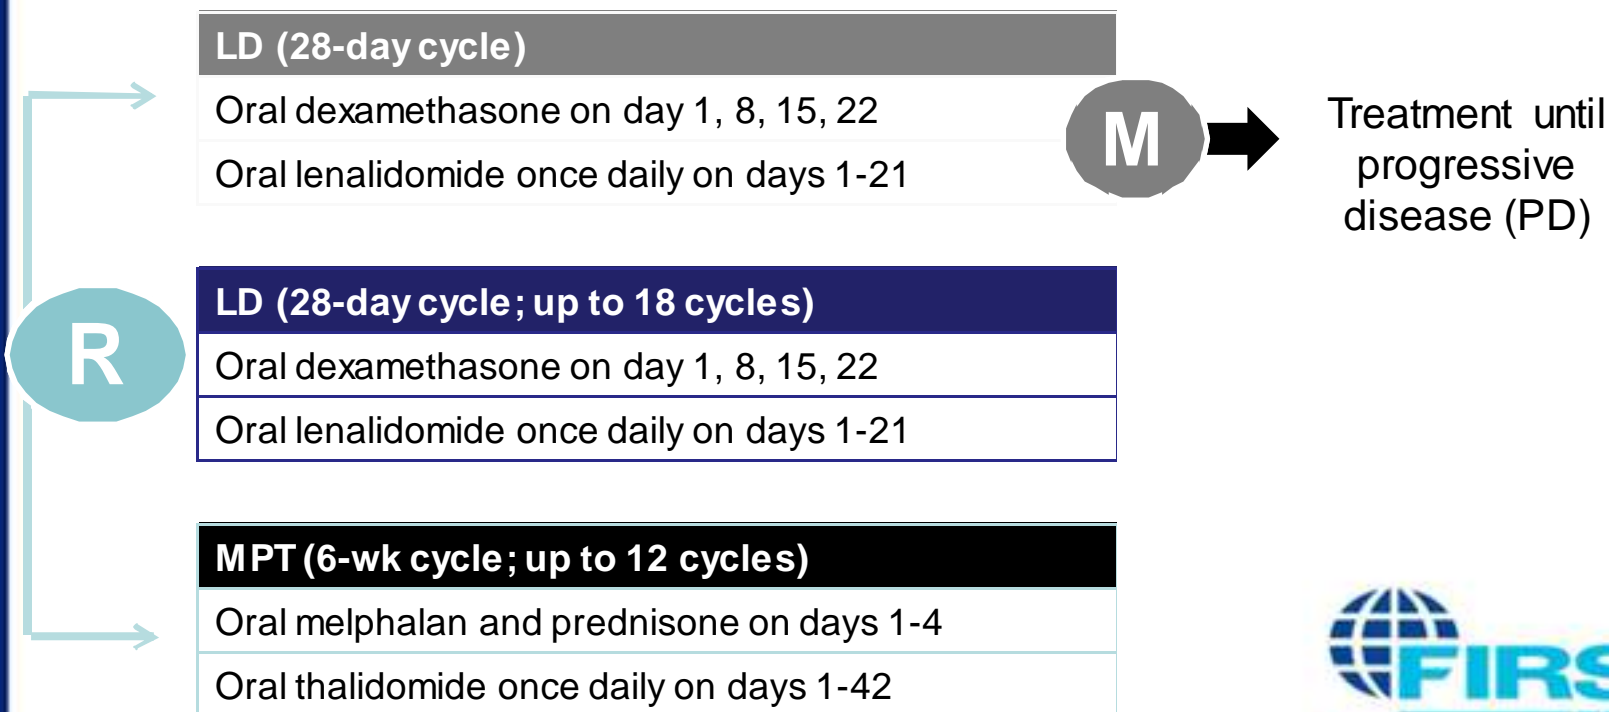 LD (28-day cycle)
Oral dexamethasone on day 1, 8, 15, 22
Oral lenalidomide once daily on days 1-21
M
Treatment until
progressive
disease (PD)
R
LD (28-day cycle; up to 18 cycles)
Oral dexamethasone on day 1, 8, 15, 22
Oral lenalidomide once daily on days 1-21
MPT (6-wk cycle; up to 12 cycles)
Oral melphalan and prednisone on days 1-4
Oral thalidomide once daily on days 1-42
FIRS